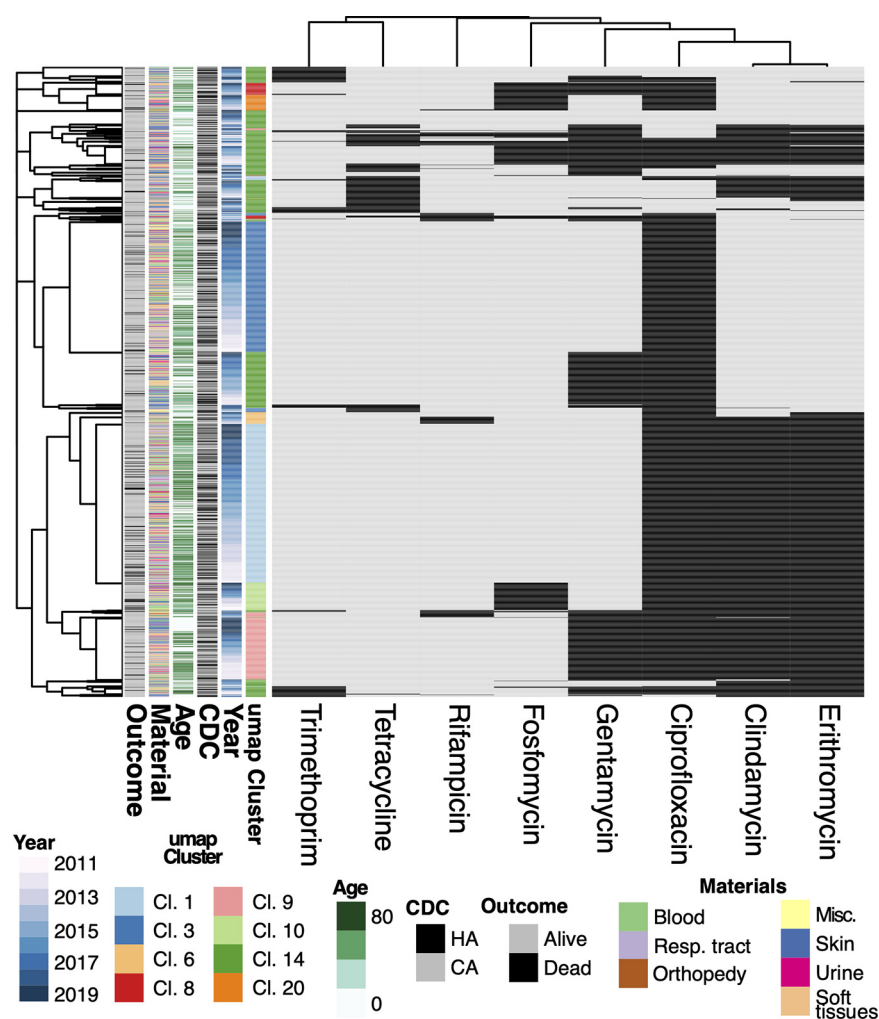 Outcome
Material
Age
CDC
Year
umap Cluster
Trimethoprim
Tetracycline
Rifampicin
Fosfomycin
Gentamycin
Ciprofloxacin
Clindamycin
Erithromycin
Year
2011
2013
2015
2017
2019
umap
Cluster
Cl. 1
Cl. 3
Cl. 6
Cl. 8
Cl. 9
Cl. 10
Cl. 14
Cl. 20
Age
80
0
CDC
HA
CA
Outcome
Alive
Dead
Materials
Blood
Resp. tract
Orthopedy
Misc.
Skin
Urine
Soft
tissues